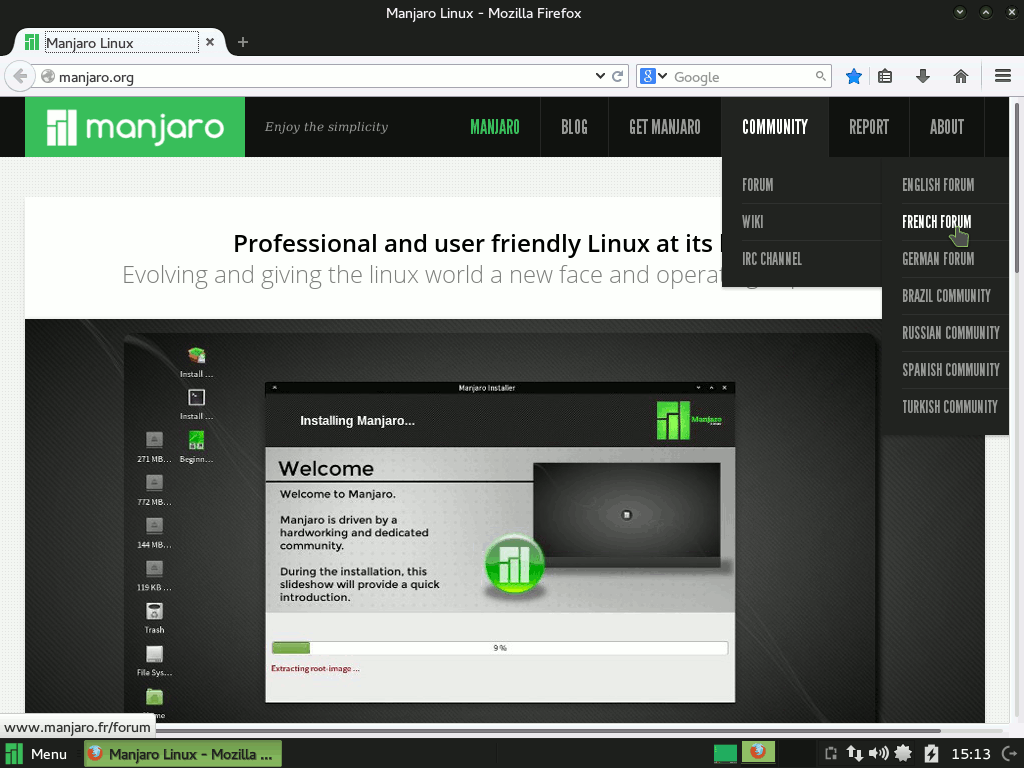 Manjaro Linux - Mozilla Firefox
Manjaro Linux
manjaro.org
Google
manjaro
Enjoy the simplicity
MANJARO
BLOG
GET MANJARO
COMMUNITY
REPORT
ABOUT
FORUM
WIKI
IRC CHANNEL
ENGLISH FORUM
FRENCH FORUM
GERMAN FORUM
BRAZIL COMMUNITY
RUSSIAN COMMUNITY
SPANISH COMMUNITY
TURKISH COMMUNITY
Professional and user friendly Linux at its
Evolving and giving the linux world a new face and
Install ...
Install ...
Beginn...
271 MB...
772 MB...
144 MB...
119 KB ...
Trash
File Sys...
Manjaro Installer
Installing Manjaro...
Manjaro
Welcome
Welcome to Manjaro.
Manjaro is driven by a
hardworking and dedicated
community.
During the installation, this
slideshow will provide a quick
introduction.
9 %
Extracting root-image ...
www.manjaro.fr/forum
Menu
Manjaro Linux - Mozilla ...
15:13